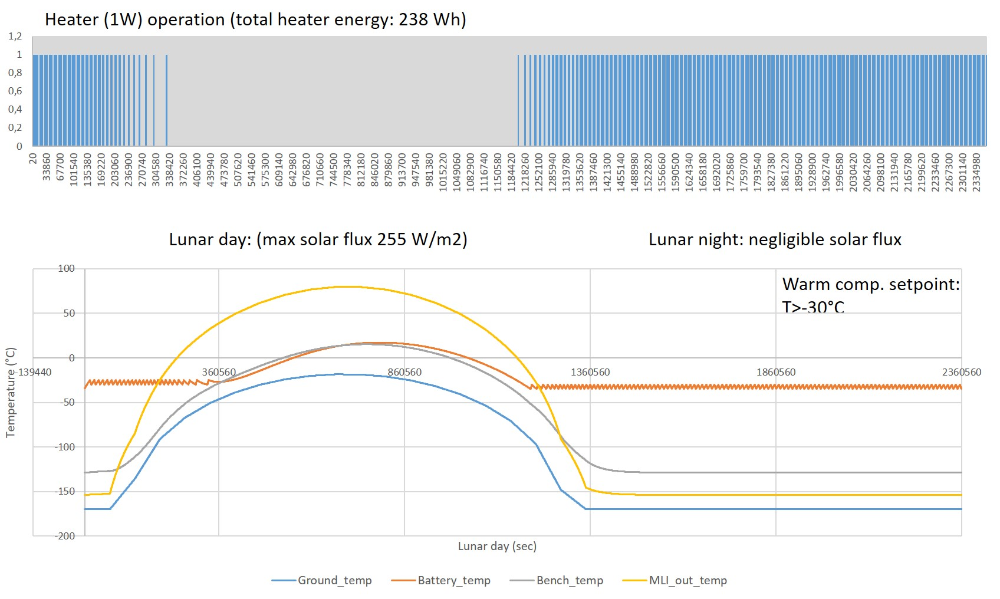 Heater (1W) operation (total heater energy: 238 Wh)
1,2
1
0,8
0,6
0,4
0,2
0
20 33860 67700 101540 135380 169220 203060 236900 270740 304580 338420 372260 406100 439940 473780 507620 541460 575300 609140 642980 676820 710660 744500 778340 812180 846020 879860 913700 947540 981380 1015220 1049060 1082900 1116740 1150580 1184420 1218260 1252100 1285940 1319780 1353620 1387460 1421300 1455140 1488980 1522820 1556660 1590500 1624340 1658180 1692020 1725860 1759700 1793540 1827380 1861220 1895060 1928900 1962740 1996580 2030420 2064260 2098100 2131940 2165780 2199620 2233460 2267300 2301140 2334980
Lunar day: (max solar flux 255 W/m2) Lunar night: negligible solar flux
Warm comp. setpoint:
T>-30°C
100
50
0
-50
-100
-150
-200
-139440 360560 860560 1360560 1860560 2360560
Temperature (°C)
Lunar day (sec)
Ground_temp Battery_temp Bench_temp MLI_out_temp